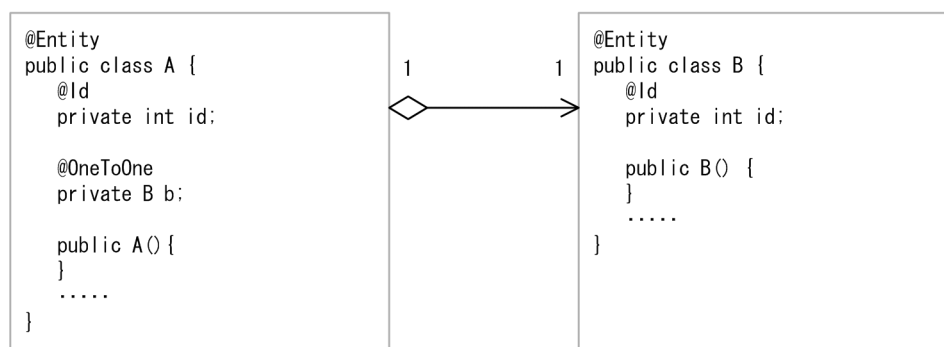 @Entity
public class A {
@Id
private int id;
@OneToOne
private B b;
public A(){
}
.....
}
1
1
@Entity
public class B {
@Id
private int id;
public B() {
}
.....
}